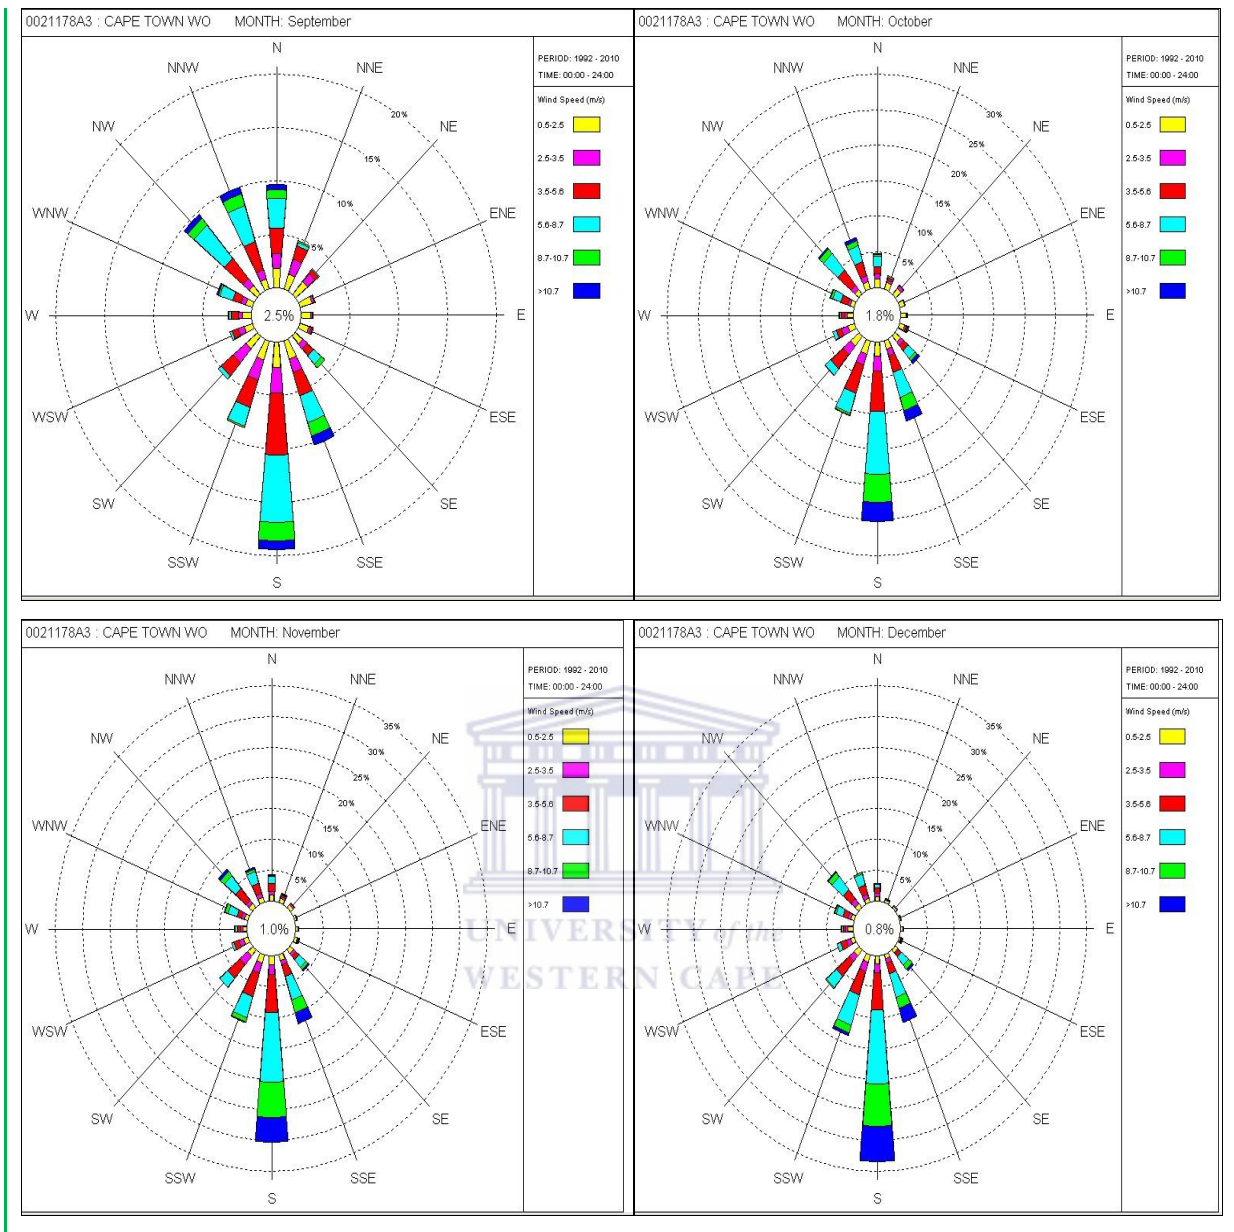 0021178A3 : CAPE TOWN WO MONTH: September
N
NNW NNE
NW NE
WNW ENE
W E
WSW ESE
SW SE
SSW SSE
S
20%
15%
10%
5%
2.5%
PERIOD: 1992 - 2010
TIME: 00:00 - 24:00
Wind Speed (m/s)
0.5-2.5
2.5-3.5
3.5-5.6
5.6-8.7
8.7-10.7
>10.7
0021178A3 : CAPE TOWN WO MONTH: October
N
NNW NNE
NW NE
WNW ENE
W E
WSW ESE
SW SE
SSW SSE
S
30%
25%
20%
15%
10%
5%
1.8%
PERIOD: 1992 - 2010
TIME: 00:00 - 24:00
Wind Speed (m/s)
0.5-2.5
2.5-3.5
3.5-5.6
5.6-8.7
8.7-10.7
>10.7
0021178A3 : CAPE TOWN WO MONTH: November
N
NNW NNE
NW NE
WNW ENE
W E
WSW ESE
SW SE
SSW SSE
S
35%
30%
25%
20%
15%
10%
5%
1.0%
PERIOD: 1992 - 2010
TIME: 00:00 - 24:00
Wind Speed (m/s)
0.5-2.5
2.5-3.5
3.5-5.6
5.6-8.7
8.7-10.7
>10.7
0021178A3 : CAPE TOWN WO MONTH: December
N
NNW NNE
NW NE
WNW ENE
W E
WSW ESE
SW SE
SSW SSE
S
35%
30%
25%
20%
15%
10%
5%
0.8%
PERIOD: 1992 - 2010
TIME: 00:00 - 24:00
Wind Speed (m/s)
0.5-2.5
2.5-3.5
3.5-5.6
5.6-8.7
8.7-10.7
>10.7
UNIVERSITY of the
WESTERN CAPE